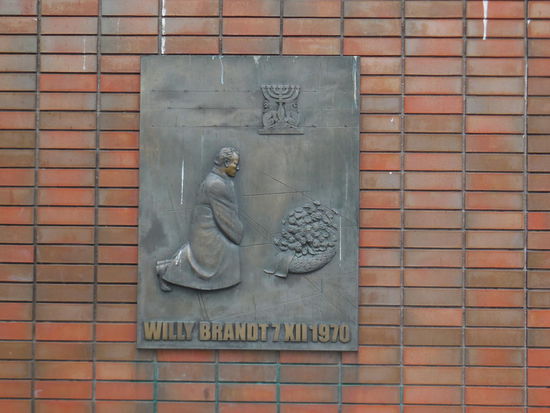 WILLY BRANDT 7 XII 1970